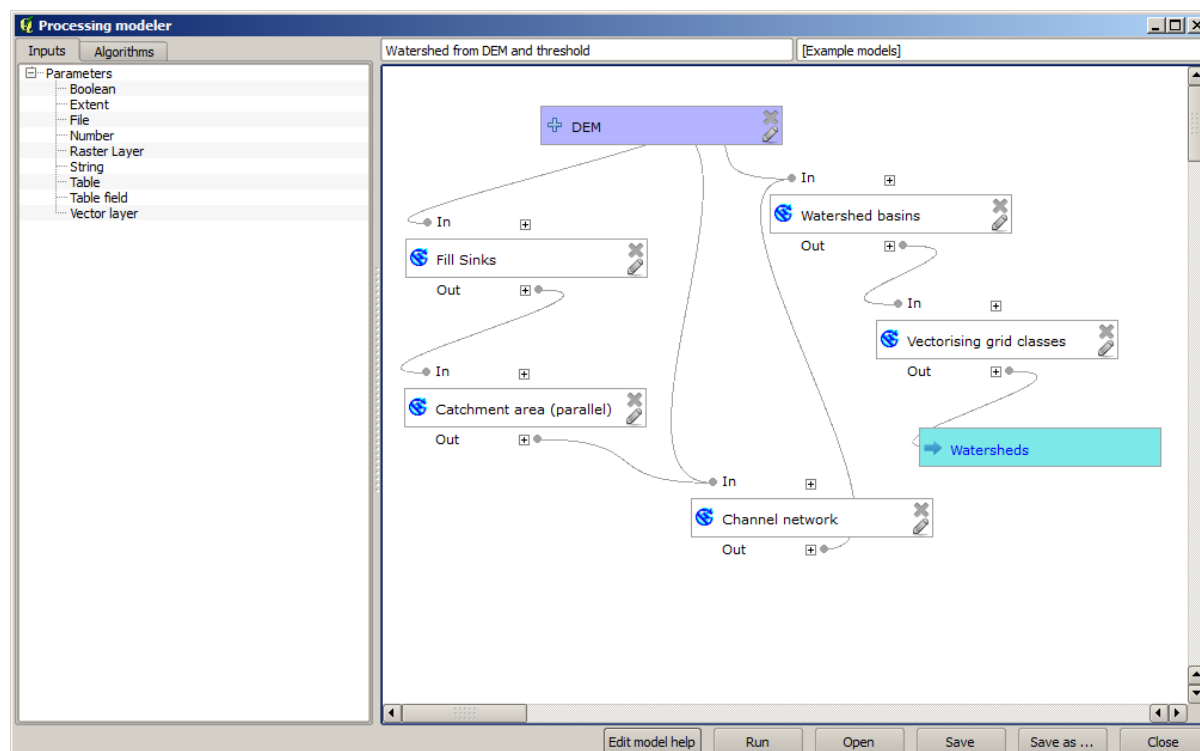 Processing modeler
Inputs
Algorithms
Parameters
Boolean
Extent
File
Number
Raster Layer
String
Table
Table field
Vector layer
Watershed from DEM and threshold
[Example models]
DEM
In
Watershed basins
Out
In
Fill Sinks
Out
In
Vectorising grid classes
Out
In
Catchment area (parallel)
Out
Watersheds
In
Channel network
Out
Edit model help
Run
Open
Save
Save as ...
Close